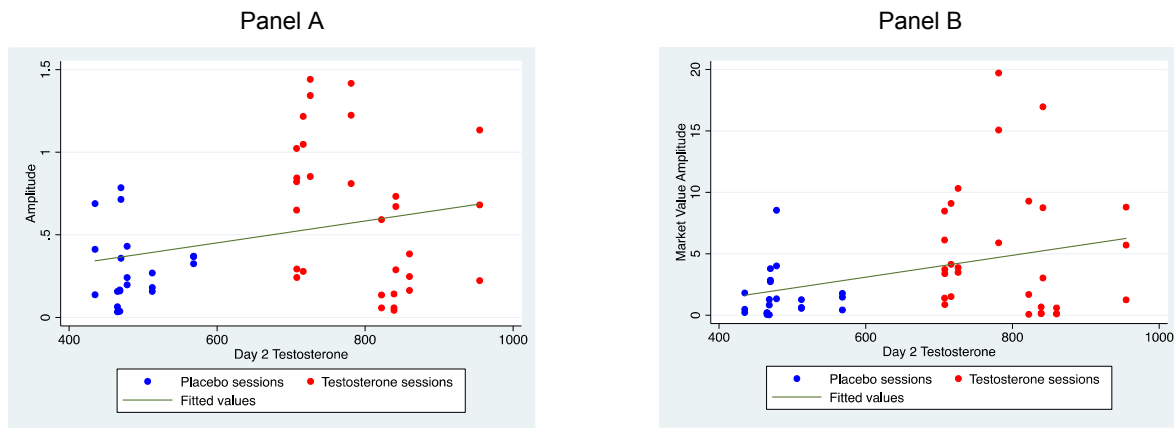 Panel A
Amplitude
1.5
1
.5
0
400 600 800 1000
Day 2 Testosterone
Placebo sessions Testosterone sessions
Fitted values
Panel B
Market Value Amplitude
20
15
10
5
0
400 600 800 1000
Day 2 Testosterone
Placebo sessions Testosterone sessions
Fitted values